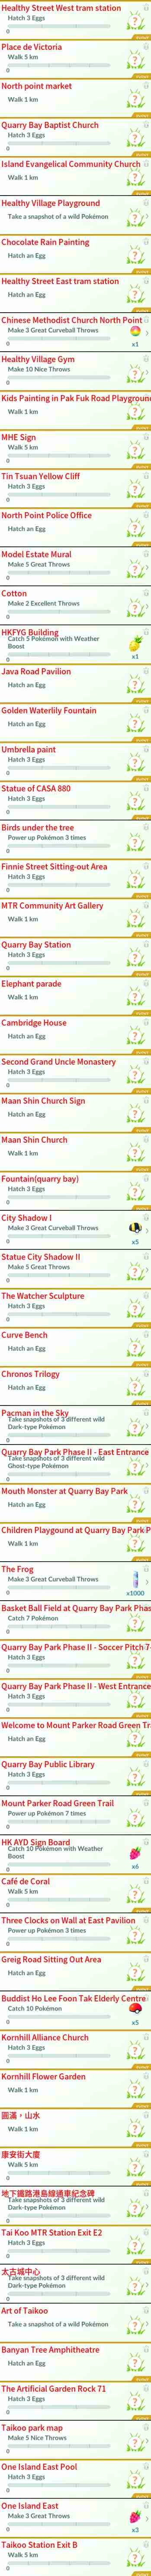 Healthy Street West tram station
Hatch 3 Eggs
0
Place de Victoria
Walk 5 km
0
North point market
Walk 1 km
Quarry Bay Baptist Church
Hatch 3 Eggs
0
Island Evangelical Community Church
Walk 1 km
Healthy Village Playground
Take a snapshot of a wild Pokémon
Chocolate Rain Painting
Hatch an Egg
Healthy Street East tram station
Hatch an Egg
Chinese Methodist Church North Point
Make 3 Great Curveball Throws
0
x1
Healthy Village Gym
Make 10 Nice Throws
0
Kids Painting in Pak Fuk Road Playground
Walk 1 km
MHE Sign
Walk 5 km
0
Tin Tsuan Yellow Cliff
Hatch 3 Eggs
0
North Point Police Office
Hatch an Egg
Model Estate Mural
Make 5 Great Throws
0
Cotton
Make 2 Excellent Throws
0
HKFYG Building
Catch 5 Pokémon with Weather
Boost
0
x1
Java Road Pavilion
Hatch an Egg
Golden Waterlily Fountain
Hatch an Egg
Umbrella paint
Hatch 3 Eggs
0
Statue of CASA 880
Hatch 3 Eggs
0
Birds under the tree
Power up Pokémon 3 times
0
Finnie Street Sitting-out Area
Hatch 3 Eggs
0
MTR Community Art Gallery
Walk 1 km
Quarry Bay Station
Hatch 3 Eggs
0
Elephant parade
Walk 1 km
Cambridge House
Hatch an Egg
Second Grand Uncle Monastery
Hatch 3 Eggs
0
Maan Shin Church Sign
Hatch an Egg
Maan Shin Church
Walk 1 km
Fountain(quarry bay)
Hatch 3 Eggs
0
City Shadow I
Make 3 Great Curveball Throws
0
x5
Statue City Shadow II
Make 5 Great Throws
0
The Watcher Sculpture
Hatch 3 Eggs
0
Curve Bench
Hatch an Egg
Chronos Trilogy
Hatch an Egg
Pacman in the Sky
Take snapshots of 3 different wild
Dark-type Pokémon
0
Quarry Bay Park Phase II - East Entrance
Take snapshots of 3 different wild
Ghost-type Pokémon
0
Mouth Monster at Quarry Bay Park
Hatch an Egg
Children Playgound at Quarry Bay Park P
Walk 1 km
The Frog
Make 3 Great Curveball Throws
0
x1000
Basket Ball Field at Quarry Bay Park Phas
Catch 7 Pokémon
0
Quarry Bay Park Phase II - Soccer Pitch 7-
Hatch 3 Eggs
0
Quarry Bay Park Phase II - West Entrance
Hatch 3 Eggs
0
Welcome to Mount Parker Road Green Tr
Hatch an Egg
Quarry Bay Public Library
Hatch 3 Eggs
0
Mount Parker Road Green Trail
Power up Pokémon 7 times
0
HK AYD Sign Board
Catch 10 Pokémon with Weather
Boost
0
x6
Café de Coral
Walk 5 km
0
Three Clocks on Wall at East Pavilion
Power up Pokémon 3 times
0
Greig Road Sitting Out Area
Hatch an Egg
Buddist Ho Lee Foon Tak Elderly Centre
Catch 10 Pokémon
0
x5
Kornhill Alliance Church
Hatch 3 Eggs
0
Kornhill Flower Garden
Walk 1 km
圓滿，山水
Walk 1 km
康安街大廈
Walk 5 km
0
地下鐵路港島線通車紀念碑
Take snapshots of 3 different wild
Dark-type Pokémon
0
Tai Koo MTR Station Exit E2
Hatch 3 Eggs
0
太古城中心
Take snapshots of 3 different wild
Dark-type Pokémon
0
Art of Taikoo
Take a snapshot of a wild Pokémon
Banyan Tree Amphitheatre
Hatch an Egg
The Artificial Garden Rock 71
Hatch 3 Eggs
0
Taikoo park map
Make 5 Nice Throws
0
One Island East Pool
Hatch 3 Eggs
0
One Island East
Make 3 Great Throws
0
x3
Taikoo Station Exit B
Walk 5 km
0